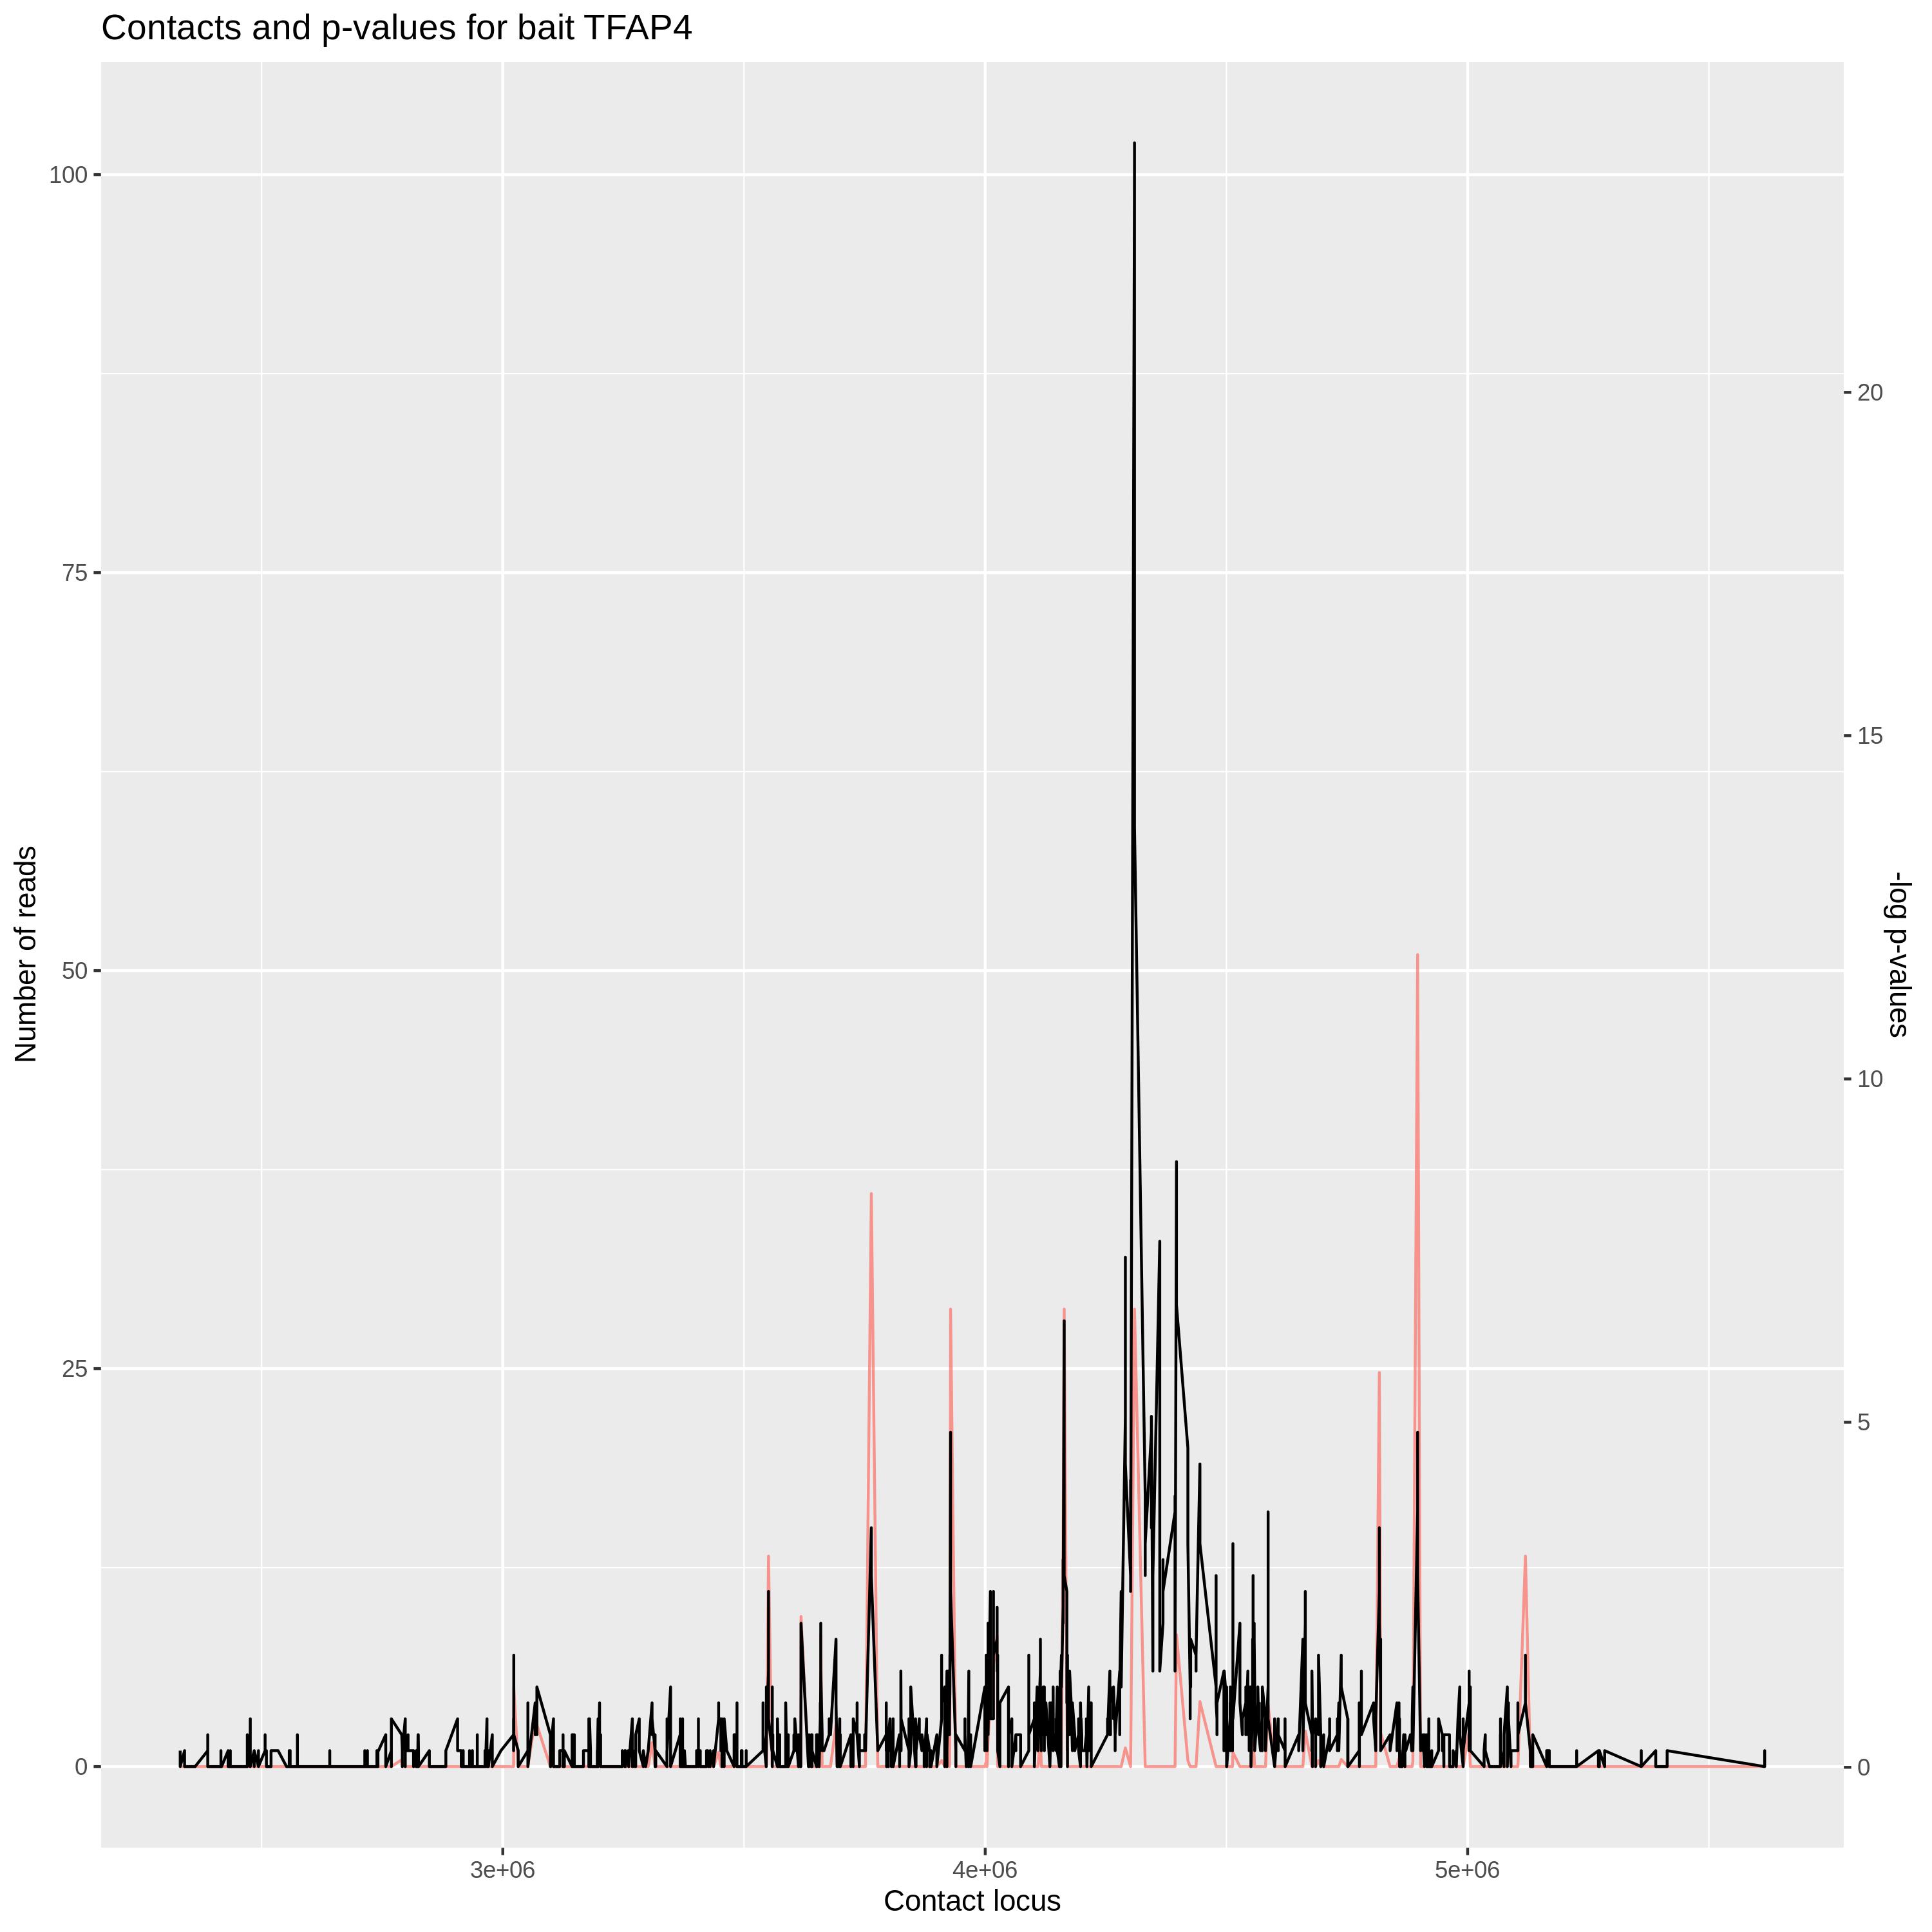 Contacts and p-values for bait TFAP4
100
75
50
25
0
Number of reads
20
15
10
5
0
-log p-values
3e+06
4e+06
5e+06
Contact locus